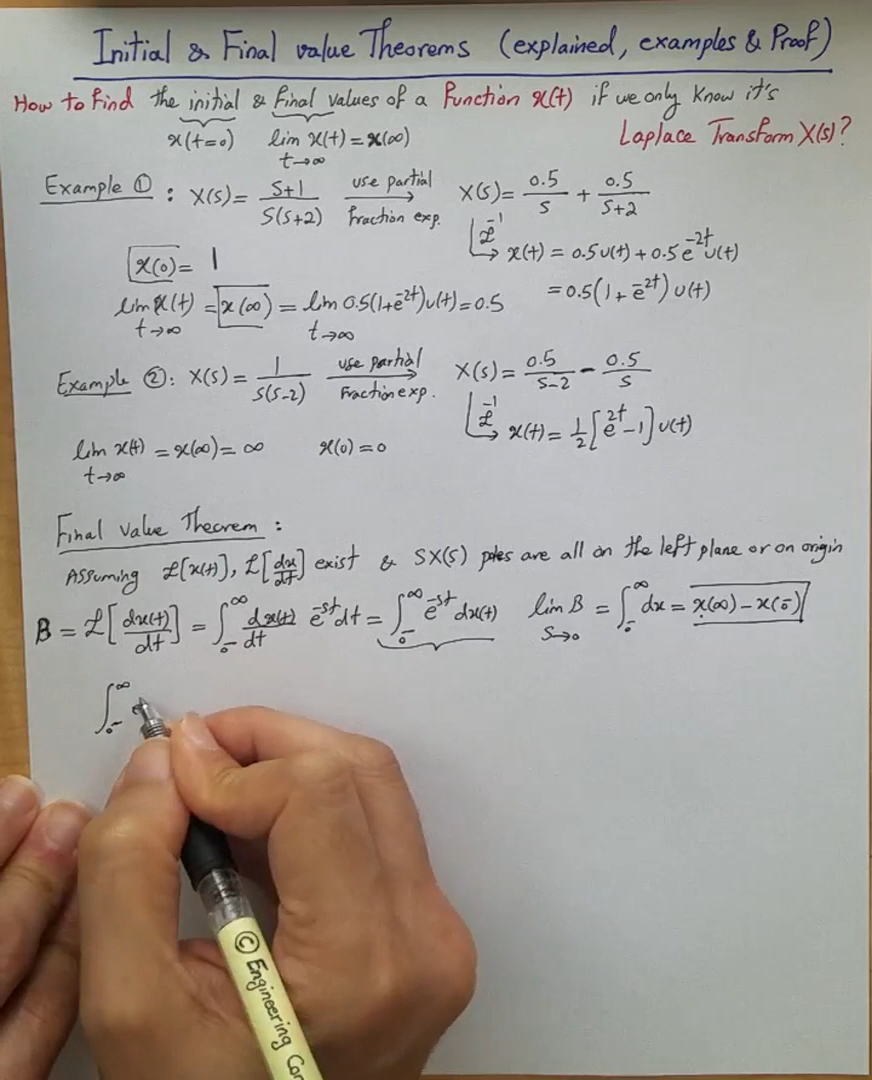 Initial & Final value Theorems (explained, examples & Proof)
How to find the initial & final values of a function x(t) if we only know it's
x(t=0) lim x(t) = x(∞) Laplace Transform X(s)?
t→∞
Example ① : X(s) = S+1 / S(S+2) use partial fraction exp. → X(s) = 0.5/S + 0.5/S+2
L⁻¹ → x(t) = 0.5u(t) + 0.5e^-2t u(t)
x(0) = 1
= 0.5(1+e^-2t)u(t)
lim x(t) = x(∞) = lim 0.5(1+e^-2t)u(t) = 0.5
t→∞ t→∞
Example ②: X(s) = 1 / S(S-2) use partial fraction exp. → X(s) = 0.5/S-2 - 0.5/S
L⁻¹ → x(t) = 1/2 [e^2t - 1] u(t)
lim x(t) = x(∞) = ∞ x(0) = 0
t→∞
Final value Theorem :
Assuming L[x(t)], L[dx/dt] exist & SX(S) poles are all on the left plane or on origin
B = L[dx(t)/dt] = ∫₀-^∞ dx(t)/dt e^-st dt = ∫₀-^∞ e^-st dx(t) lim B = ∫₀-^∞ dx = x(∞) - x(0⁻)
S→0
∫₀-^∞
© Engineering